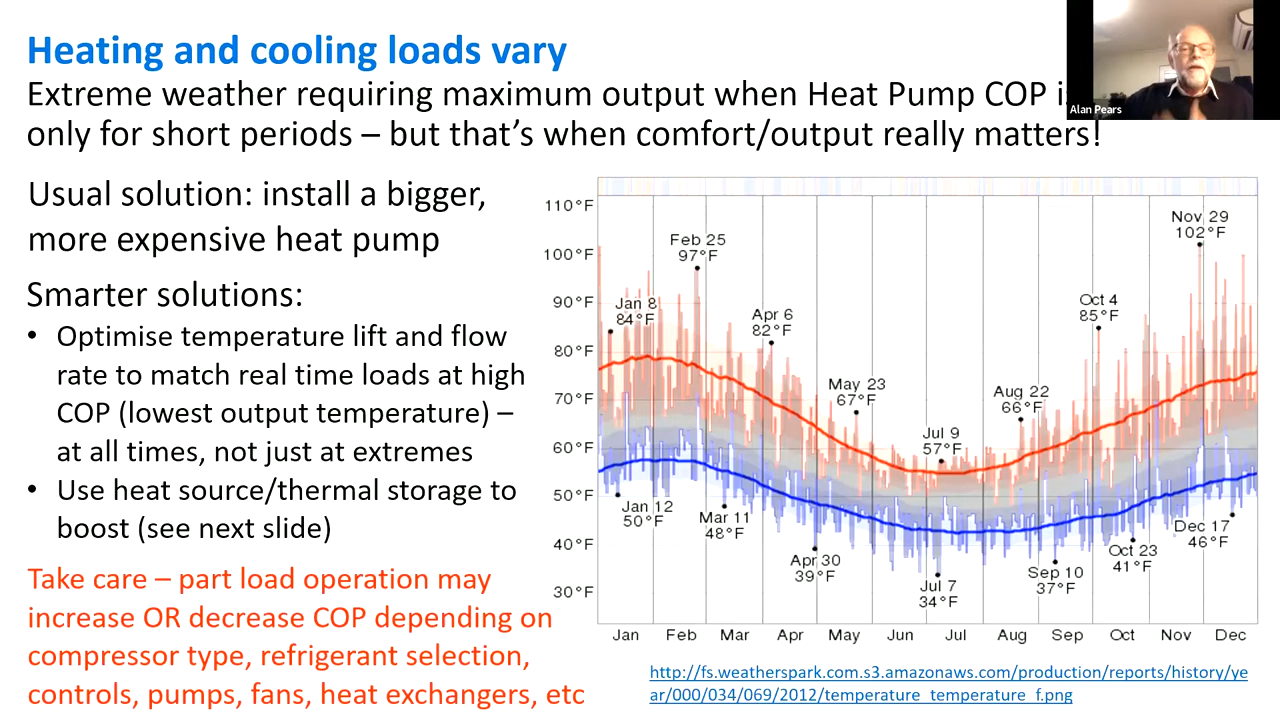 Heating and cooling loads vary
Extreme weather requiring maximum output when Heat Pump COP
only for short periods – but that's when comfort/output really matters!
Alan Pears
Usual solution: install a bigger,
more expensive heat pump
Smarter solutions:
• Optimise temperature lift and flow
rate to match real time loads at high
COP (lowest output temperature) –
at all times, not just at extremes
• Use heat source/thermal storage to
boost (see next slide)
Take care – part load operation may
increase OR decrease COP depending on
compressor type, refrigerant selection,
controls, pumps, fans, heat exchangers, etc
110°F
100°F
90°F
80°F
70°F
60°F
50°F
40°F
30°F
Jan 8
84°F
Feb 25
97°F
Apr 6
82°F
May 23
67°F
Jul 9
57°F
Aug 22
66°F
Oct 4
85°F
Nov 29
102°F
Jan 12
50°F
Mar 11
48°F
Apr 30
39°F
Jul 7
34°F
Sep 10
37°F
Oct 23
41°F
Dec 17
46°F
Jan Feb Mar Apr May Jun Jul Aug Sep Oct Nov Dec
http://fs.weatherspark.com.s3.amazonaws.com/production/reports/history/ye
ar/000/034/069/2012/temperature_temperature_f.png